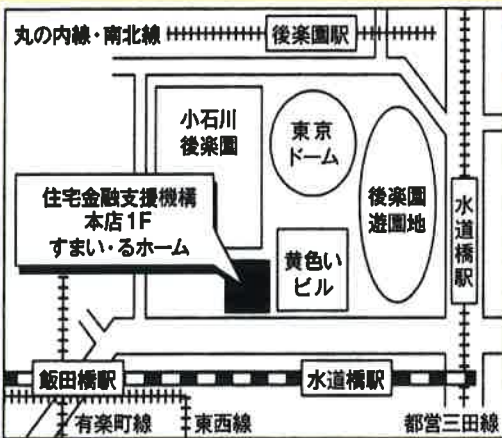 丸の内線・南北線
後楽園駅
小石川
後楽園
東京
ドーム
後楽園
遊園地
水道橋駅
住宅金融支援機構
本店1F
すまい・るホーム
黄色い
ビル
飯田橋駅
水道橋駅
有楽町線
東西線
都営三田線